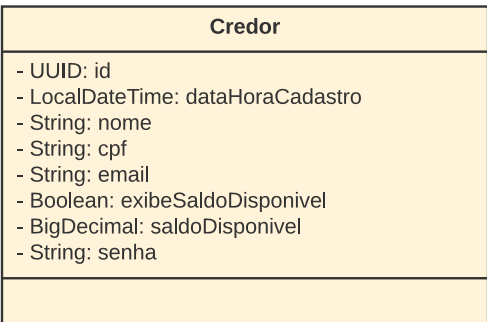 Credor
- UUID: id
- LocalDateTime: dataHoraCadastro
- String: nome
- String: cpf
- String: email
- Boolean: exibeSaldoDisponivel
- BigDecimal: saldoDisponivel
- String: senha